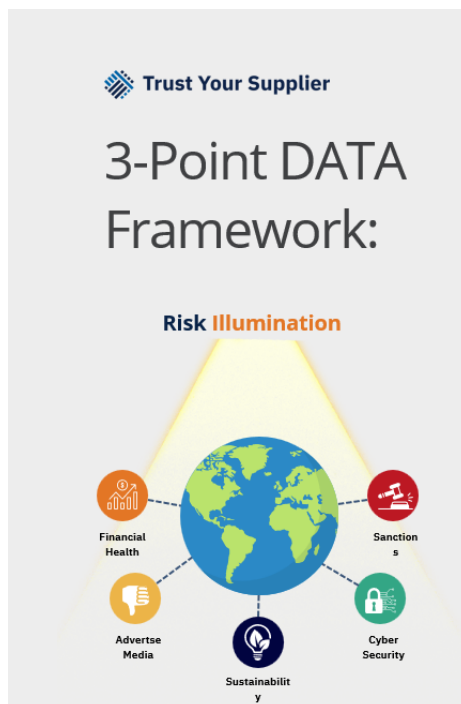 Trust Your Supplier
3-Point DATA
Framework:
Risk Illumination
Financial
Health
Sanction
s
Advertse
Media
Cyber
Security
Sustainabilit
y